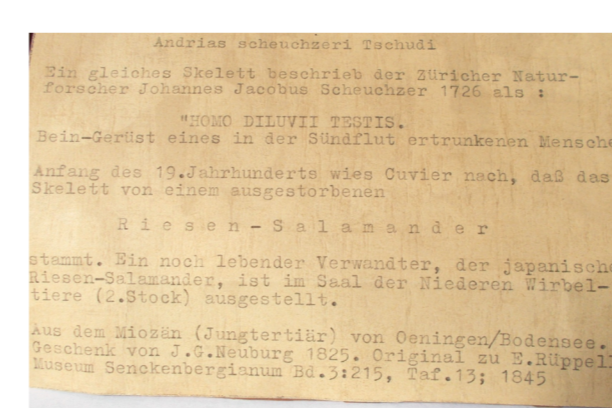 Andrias scheuchzeri Tschudi
Ein gleiches Skelett beschrieb der Züricher Natur-
forscher Johannes Jacobus Scheuchzer 1726 als :
"HOMO DILUVII TESTIS.
Bein-Gerüst eines in der Sündflut ertrunkenen Mensche
Anfang des 19.Jahrhunderts wies Cuvier nach, daß das
Skelett von einem ausgestorbenen
R i e s e n - S a l a m a n d e r
stammt. Ein noch lebender Verwandter, der japanische
Riesen-Salamander, ist im Saal der Niederen Wirbel-
tiere (2.Stock) ausgestellt.
Aus dem Miozän (Jungtertiär) von Oeningen/Bodensee.
Geschenk von J.G.Neuburg 1825. Original zu E.Rüppell
Museum Senckenbergianum Bd.3:215, Taf.13; 1845